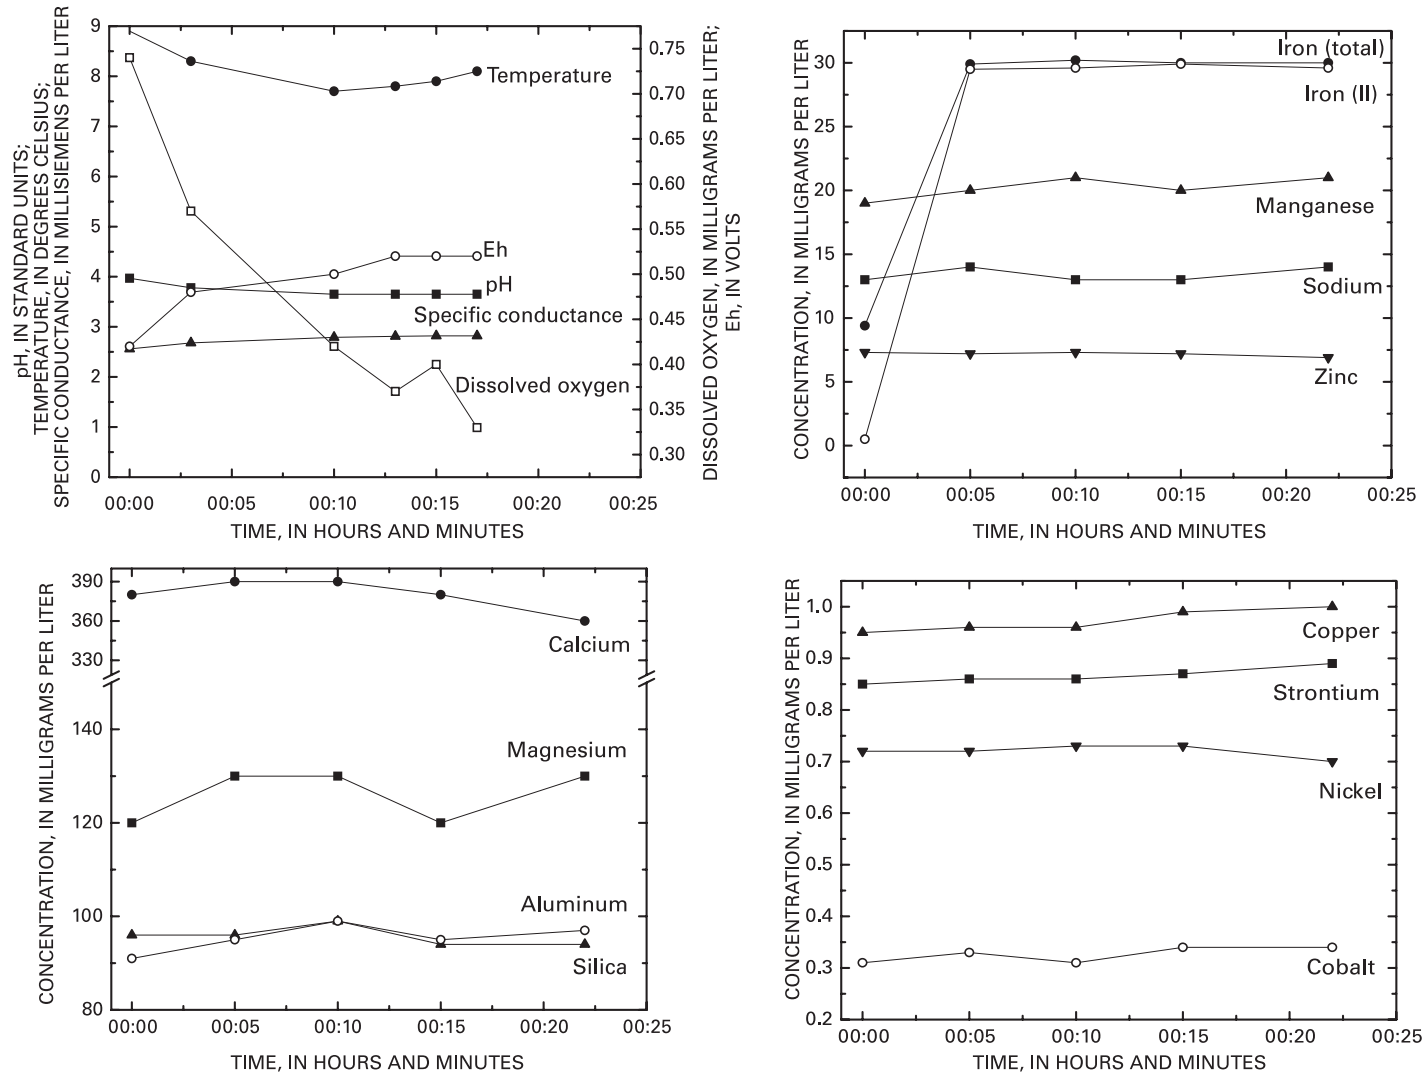 pH, IN STANDARD UNITS;
TEMPERATURE, IN DEGREES CELSIUS;
SPECIFIC CONDUCTANCE, IN MILLISIEMENS PER LITER
9
8
7
6
5
4
3
2
1
0
Temperature
Eh
pH
Specific conductance
Dissolved oxygen
0.75
0.70
0.65
0.60
0.55
0.50
0.45
0.40
0.35
0.30
DISSOLVED OXYGEN, IN MILLIGRAMS PER LITER;
Eh, IN VOLTS
00:00 00:05 00:10 00:15 00:20 00:25
TIME, IN HOURS AND MINUTES
CONCENTRATION, IN MILLIGRAMS PER LITER
30
25
20
15
10
5
0
Iron (total)
Iron (II)
Manganese
Sodium
Zinc
00:00 00:05 00:10 00:15 00:20 00:25
TIME, IN HOURS AND MINUTES
CONCENTRATION, IN MILLIGRAMS PER LITER
390
360
330
140
120
100
80
Calcium
Magnesium
Aluminum
Silica
00:00 00:05 00:10 00:15 00:20 00:25
TIME, IN HOURS AND MINUTES
CONCENTRATION, IN MILLIGRAMS PER LITER
1.0
0.9
0.8
0.7
0.6
0.5
0.4
0.3
0.2
Copper
Strontium
Nickel
Cobalt
00:00 00:05 00:10 00:15 00:20 00:25
TIME, IN HOURS AND MINUTES